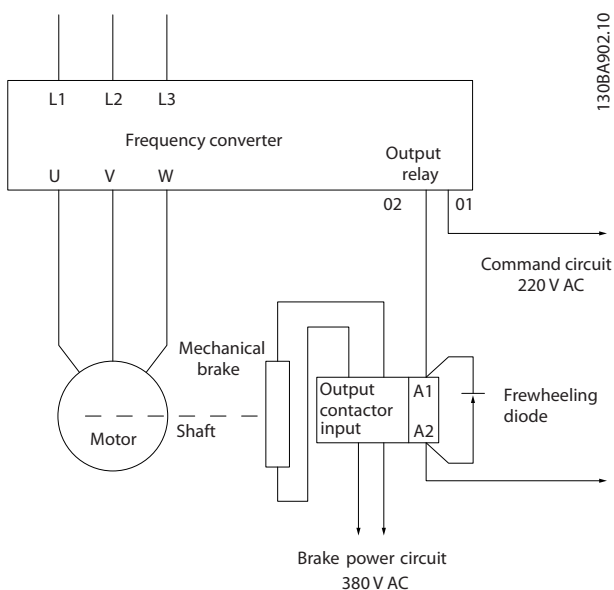 130BA902.10
L1 L2 L3
Frequency converter
Output
relay
U V W
02 01
Command circuit
220 V AC
Mechanical
brake
Output
contactor
input
A1
A2
Frewheeling
diode
Motor
Shaft
Brake power circuit
380 V AC